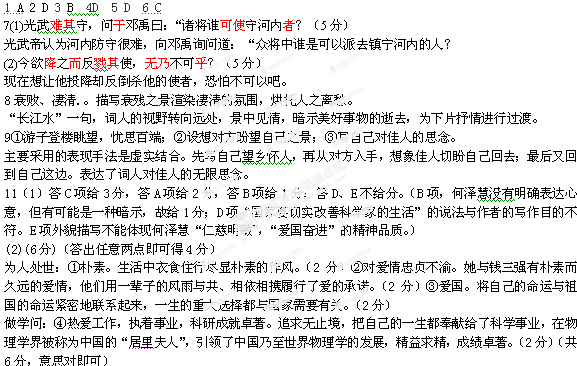 1 A 2 D 3 B 4D 5 D 6 C
7(1)光武难其守，问于邓禹曰：“诸将谁可使守河内者？（5分）
光武帝认为河内防守很难，向邓禹询问道：“众将中谁是可以派去镇守河内的人？
(2)今欲降之而反戮其使，无乃不可乎？（5分）
现在想让他投降却反倒杀他的使者，恐怕不可以吧。
8 衰败、凄清.。描写衰残之景渲染凄清的氛围，烘托人之离愁。
“长江水”一句，词人的视野转向远处，景中见情，暗示美好事物的逝去，为下片抒情进行过渡。
9①游子登楼眺望，忧思百端；②设想对方盼望自己之景；③写自己对佳人的思念。
主要采用的表现手法是虚实结合。先写自己望乡怀人，再从对方入手，想象佳人切盼自己回去；最后又回
到自己这边。表达了词人对佳人的无限思念。
11（1）答C项给3分，答A项给2分，答B项给1分；答D、E不给分。（B项，何泽慧没有明确表达心
意，但有可能是一种暗示，故给1分；D项“国家要切实改善科学家的生活”的说法与作者的写作目的不
符。E项外貌描写不能体现何泽慧“仁慈明敏”，“爱国奋进”的精神品质。）
(2)(6分)（答出任意两点即可得4分）
为人处世：①朴素。生活中衣食住行尽显朴素的作风。（2分）②对爱情忠贞不渝。她与钱三强有朴素而
久远的爱情，他们用一辈子的风雨与共、相依相携履行了爱的承诺。（2分）③爱国。将自己的命运与祖
国的命运紧密地联系起来，一生的重大选择都与国家需要有关。（2分）
做学问：④热爱工作，执着事业，科研成就卓著。追求无止境，把自己的一生都奉献给了科学事业，在物
理学界被称为中国的“居里夫人”，引领了中国乃至世界物理学的发展，精益求精，成绩卓著。（2分）（共
6分，意思对即可）